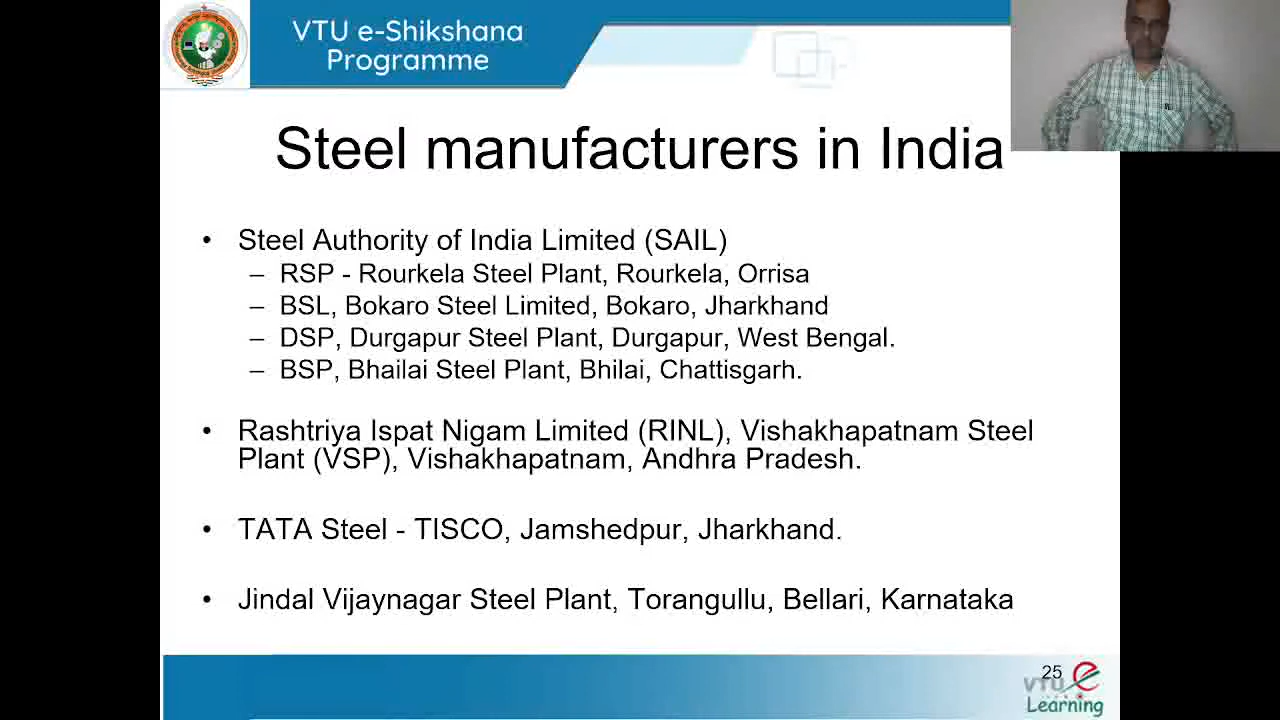 VTU e-Shikshana
Programme
Steel manufacturers in India
• Steel Authority of India Limited (SAIL)
– RSP - Rourkela Steel Plant, Rourkela, Orrisa
– BSL, Bokaro Steel Limited, Bokaro, Jharkhand
– DSP, Durgapur Steel Plant, Durgapur, West Bengal.
– BSP, Bhailai Steel Plant, Bhilai, Chattisgarh.
• Rashtriya Ispat Nigam Limited (RINL), Vishakhapatnam Steel
Plant (VSP), Vishakhapatnam, Andhra Pradesh.
• TATA Steel - TISCO, Jamshedpur, Jharkhand.
• Jindal Vijaynagar Steel Plant, Torangullu, Bellari, Karnataka
25
VTU e
Learning